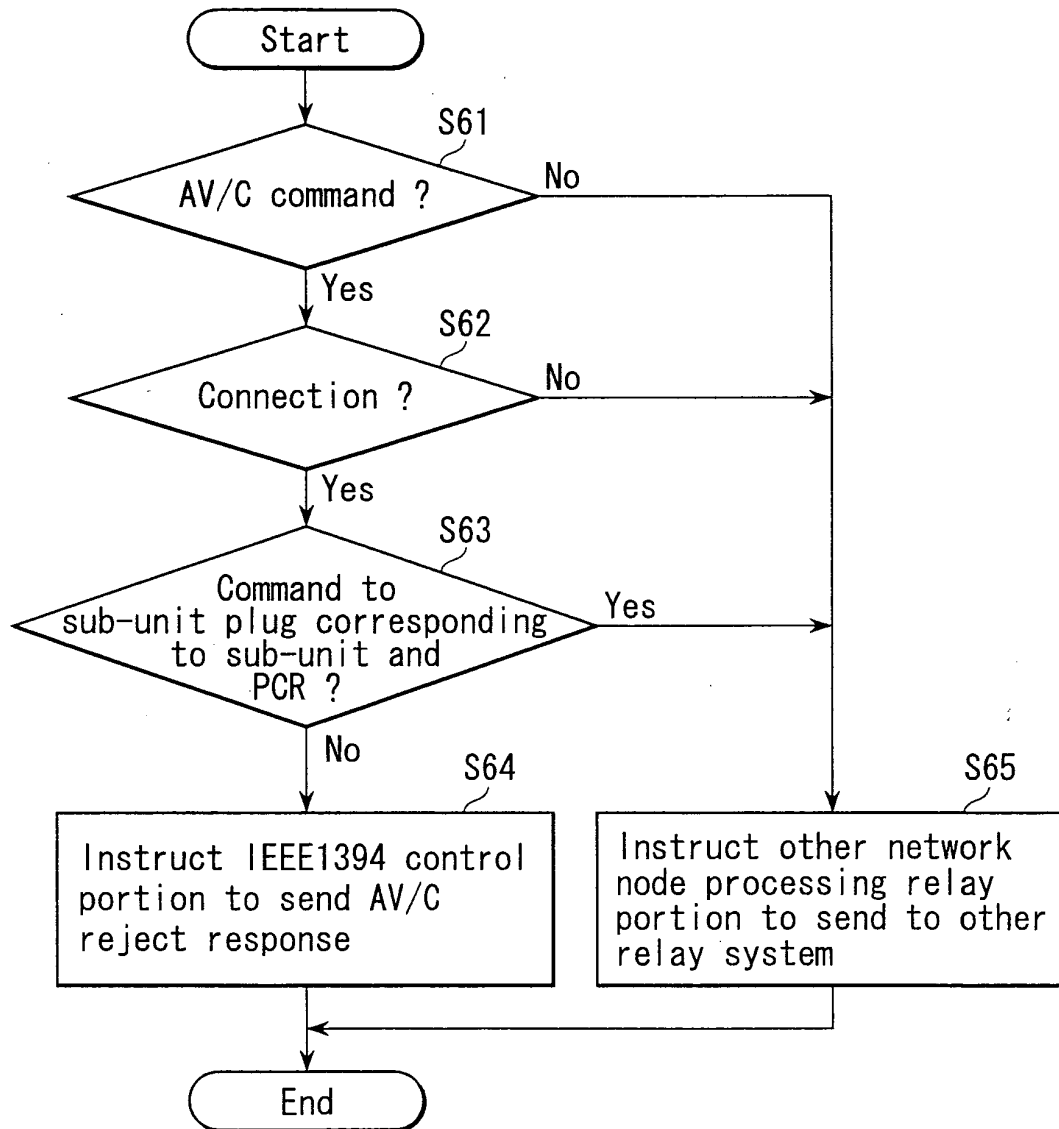 Start
S61
AV/C command ?
No
Yes
S62
Connection ?
No
Yes
S63
Command to
sub-unit plug corresponding
to sub-unit and
PCR ?
Yes
No
S64
Instruct IEEE1394 control
portion to send AV/C
reject response
S65
Instruct other network
node processing relay
portion to send to other
relay system
End